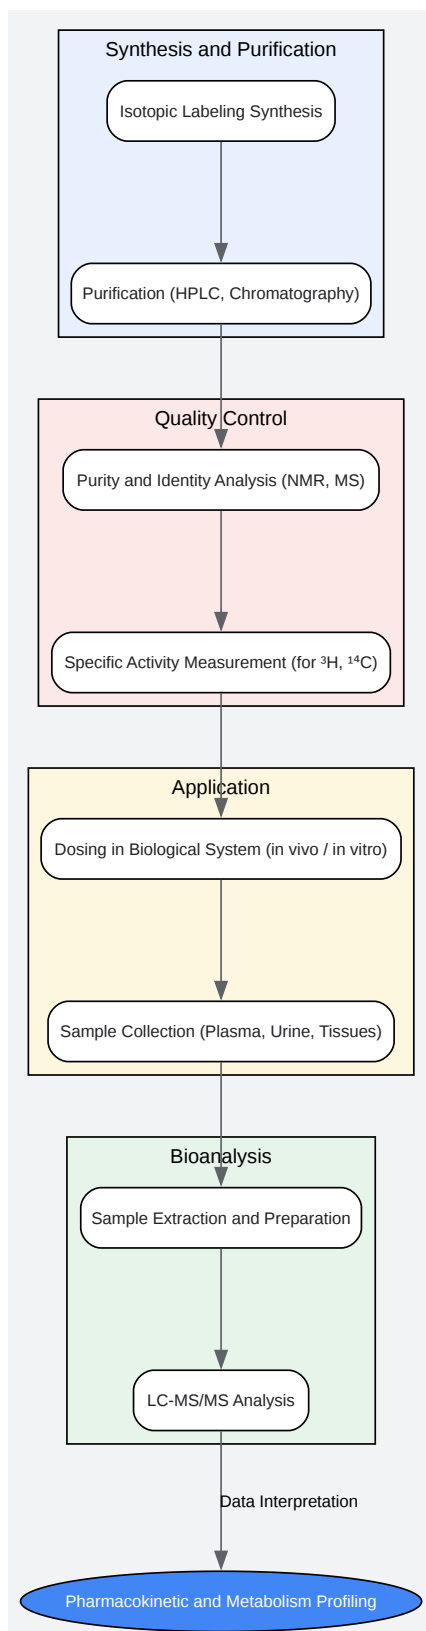 Synthesis and Purification
Isotopic Labeling Synthesis
Purification (HPLC, Chromatography)
Quality Control
Purity and Identity Analysis (NMR, MS)
Specific Activity Measurement (for ³H, ¹⁴C)
Application
Dosing in Biological System (in vivo / in vitro)
Sample Collection (Plasma, Urine, Tissues)
Bioanalysis
Sample Extraction and Preparation
LC-MS/MS Analysis
Data Interpretation
Pharmacokinetic and Metabolism Profiling